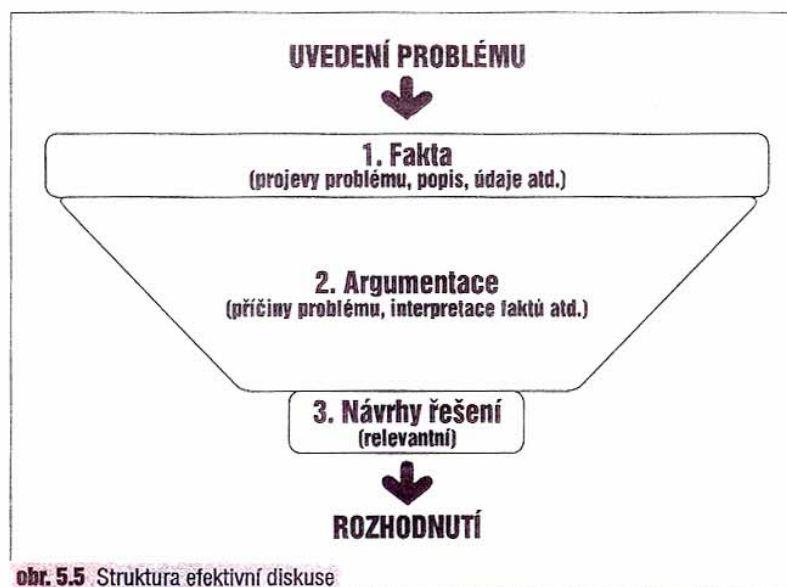 UVEDENÍ PROBLÉMU
1. Fakta
(projevy problému, popis, údaje atd.)
2. Argumentace
(příčiny problému, interpretace faktů atd.)
3. Návrhy řešení
(relevantní)
ROZHODNUTÍ
obr. 5.5 Struktura efektivní diskuse